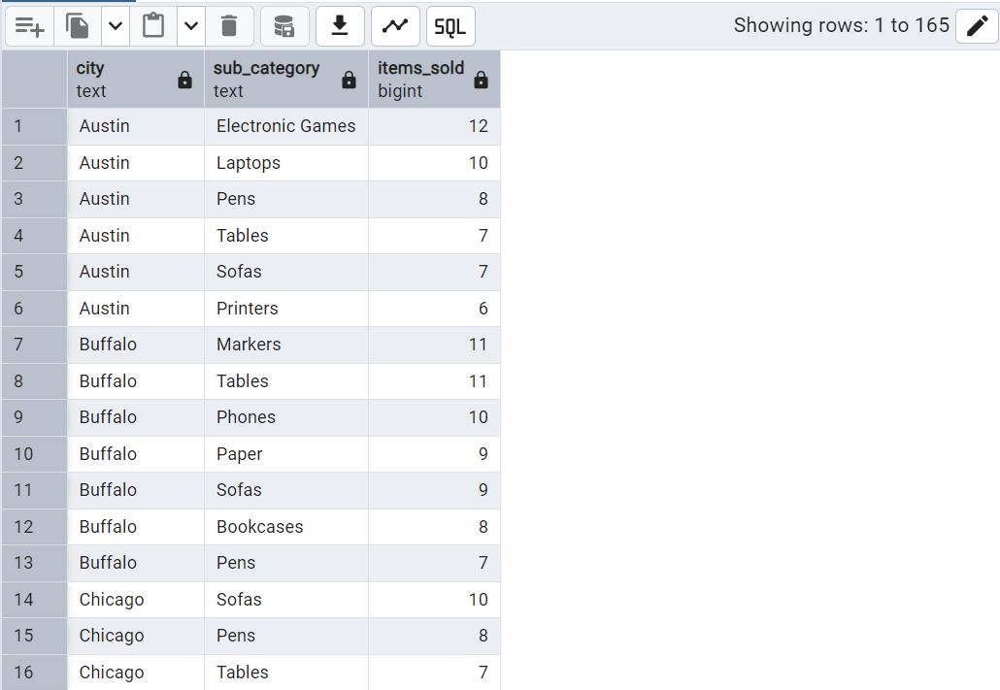 SQL
Showing rows: 1 to 165
city sub_category items_sold
text text bigint
1 Austin Electronic Games 12
2 Austin Laptops 10
3 Austin Pens 8
4 Austin Tables 7
5 Austin Sofas 7
6 Austin Printers 6
7 Buffalo Markers 11
8 Buffalo Tables 11
9 Buffalo Phones 10
10 Buffalo Paper 9
11 Buffalo Sofas 9
12 Buffalo Bookcases 8
13 Buffalo Pens 7
14 Chicago Sofas 10
15 Chicago Pens 8
16 Chicago Tables 7